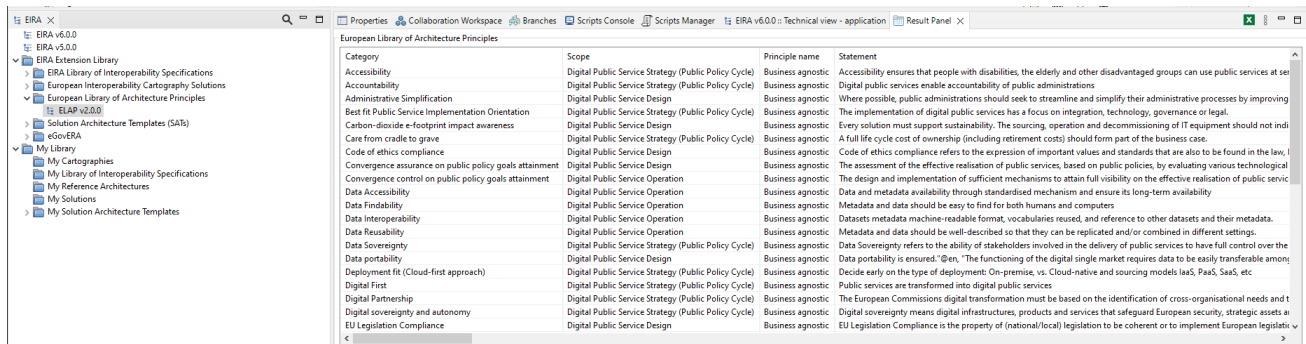 EIRA
Properties Collaboration Workspace Branches Scripts Console Scripts Manager EIRA v6.0.0 :: Technical view - application Result Panel
EIRA v6.0.0
EIRA v5.0.0
EIRA Extension Library
EIRA Library of Interoperability Specifications
European Interoperability Cartography Solutions
European Library of Architecture Principles
ELAP v2.0.0
Solution Architecture Templates (SATs)
eGovERA
My Library
My Cartographies
My Library of Interoperability Specifications
My Reference Architectures
My Solutions
My Solution Architecture Templates
European Library of Architecture Principles
Category Scope Principle name Statement
Accessibility Digital Public Service Strategy (Public Policy Cycle) Business agnostic Accessibility ensures that people with disabilities, the elderly and other disadvantaged groups can use public services at ser
Accountability Digital Public Service Strategy (Public Policy Cycle) Business agnostic Digital public services enable accountability of public administrations
Administrative Simplification Digital Public Service Design Business agnostic Where possible, public administrations should seek to streamline and simplify their administrative processes by improving
Best fit Public Service Implementation Orientation Digital Public Service Strategy (Public Policy Cycle) Business agnostic The implementation of digital public services has a focus on integration, technology, governance or legal.
Carbon-dioxide e-footprint impact awareness Digital Public Service Design Business agnostic Every solution must support sustainability. The sourcing, operation and decommissioning of IT equipment should not indi
Care from cradle to grave Digital Public Service Strategy (Public Policy Cycle) Business agnostic A full life cycle cost of ownership (including retirement costs) should form part of the business case.
Code of ethics compliance Digital Public Service Design Business agnostic Code of ethics compliance refers to the expression of important values and standards that are also to be found in the law,
Convergence assurance on public policy goals attainment Digital Public Service Design Business agnostic The assessment of the effective realisation of public services, based on public policies, by evaluating various technological
Convergence control on public policy goals attainment Digital Public Service Operation Business agnostic The design and implementation of sufficient mechanisms to attain full visibility on the effective realisation of public servic
Data Accessibility Digital Public Service Operation Business agnostic Data and metadata availability through standardised mechanism and ensure its long-term availability
Data Findability Digital Public Service Operation Business agnostic Metadata and data should be easy to find for both humans and computers
Data Interoperability Digital Public Service Operation Business agnostic Datasets metadata machine-readable format, vocabularies reused, and reference to other datasets and their metadata.
Data Reusability Digital Public Service Operation Business agnostic Metadata and data should be well-described so that they can be replicated and/or combined in different settings.
Data Sovereignty Digital Public Service Strategy (Public Policy Cycle) Business agnostic Data Sovereignty refers to the ability of stakeholders involved in the delivery of public services to have full control over the
Data portability Digital Public Service Design Business agnostic Data portability is ensured."@en, "The functioning of the digital single market requires data to be easily transferable among
Deployment fit (Cloud-first approach) Digital Public Service Strategy (Public Policy Cycle) Business agnostic Decide early on the type of deployment: On-premise, vs. Cloud-native and sourcing models IaaS, PaaS, SaaS, etc
Digital First Digital Public Service Strategy (Public Policy Cycle) Business agnostic Public services are transformed into digital public services
Digital Partnership Digital Public Service Strategy (Public Policy Cycle) Business agnostic The European Commissions digital transformation must be based on the identification of cross-organisational needs and t
Digital sovereignty and autonomy Digital Public Service Strategy (Public Policy Cycle) Business agnostic Digital sovereignty means digital infrastructures, products and services that safeguard European security, strategic assets a
EU Legislation Compliance Digital Public Service Design Business agnostic EU Legislation Compliance is the property of (national/local) legislation to be coherent or to implement European legislatic